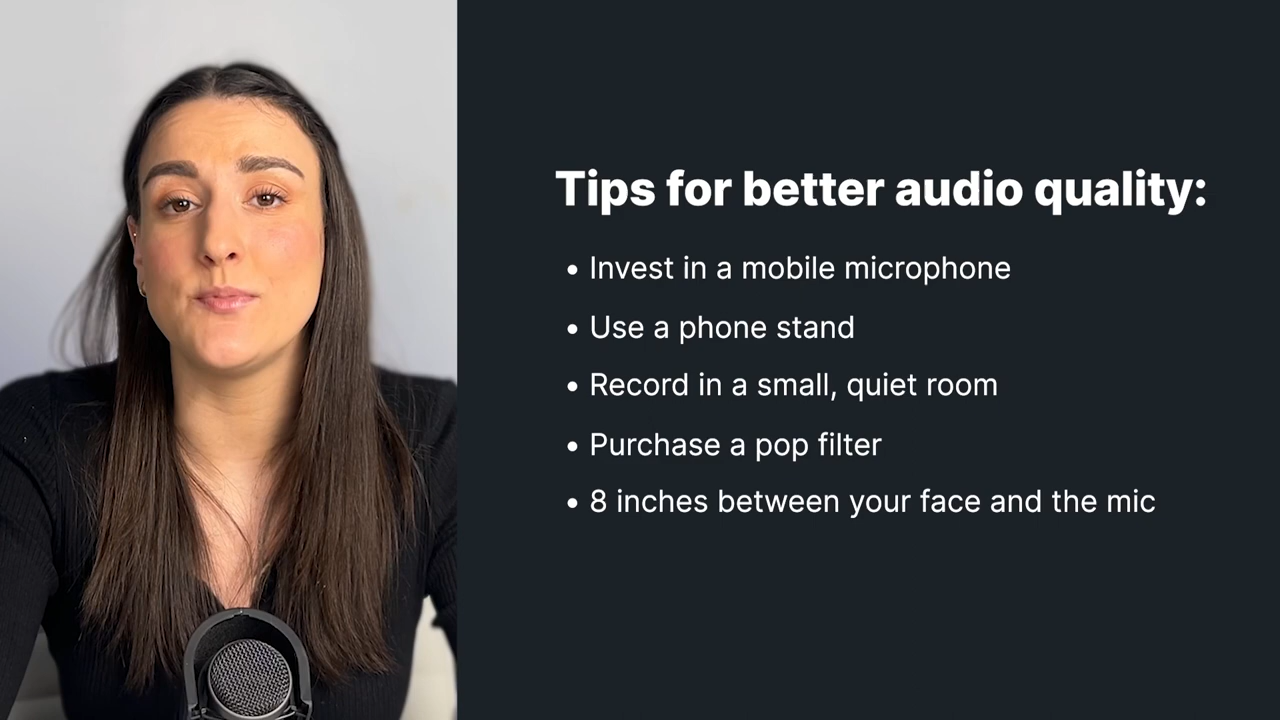 Tips for better audio quality:
• Invest in a mobile microphone
• Use a phone stand
• Record in a small, quiet room
• Purchase a pop filter
• 8 inches between your face and the mic